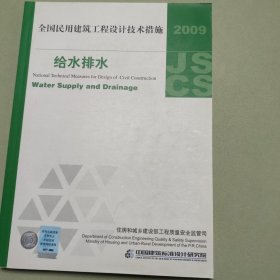 全国民用建筑工程设计技术措施
2009
JS
CS
给水排水
National Technical Measures for Design of Civil Construction
Water Supply and Drainage
住房和城乡建设部工程质量安全监管司
Department of Construction Engineering Quality & Safety Supervision
Ministry of Housing and Urban-Rural Development of the P.R.China
中国建筑标准设计研究院